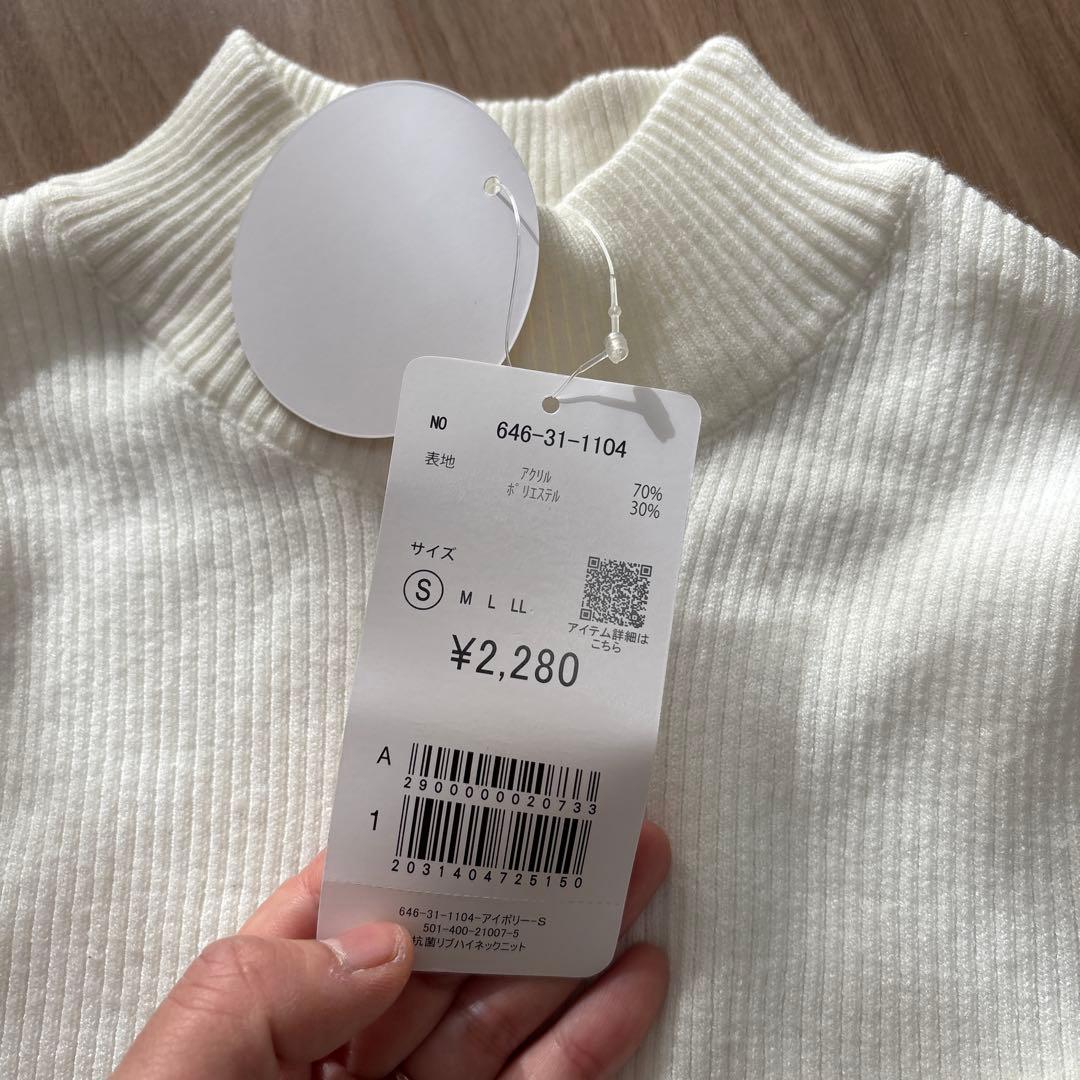 NO 646-31-1104
表地 アクリル 70%
ポリエステル 30%
サイズ
S M L LL
アイテム詳細は
こちら
¥2,280
A
2900000020733
1
2031404725150
646-31-1104-アイボリー-S
501-400-21007-5
抗菌リブハイネックニット